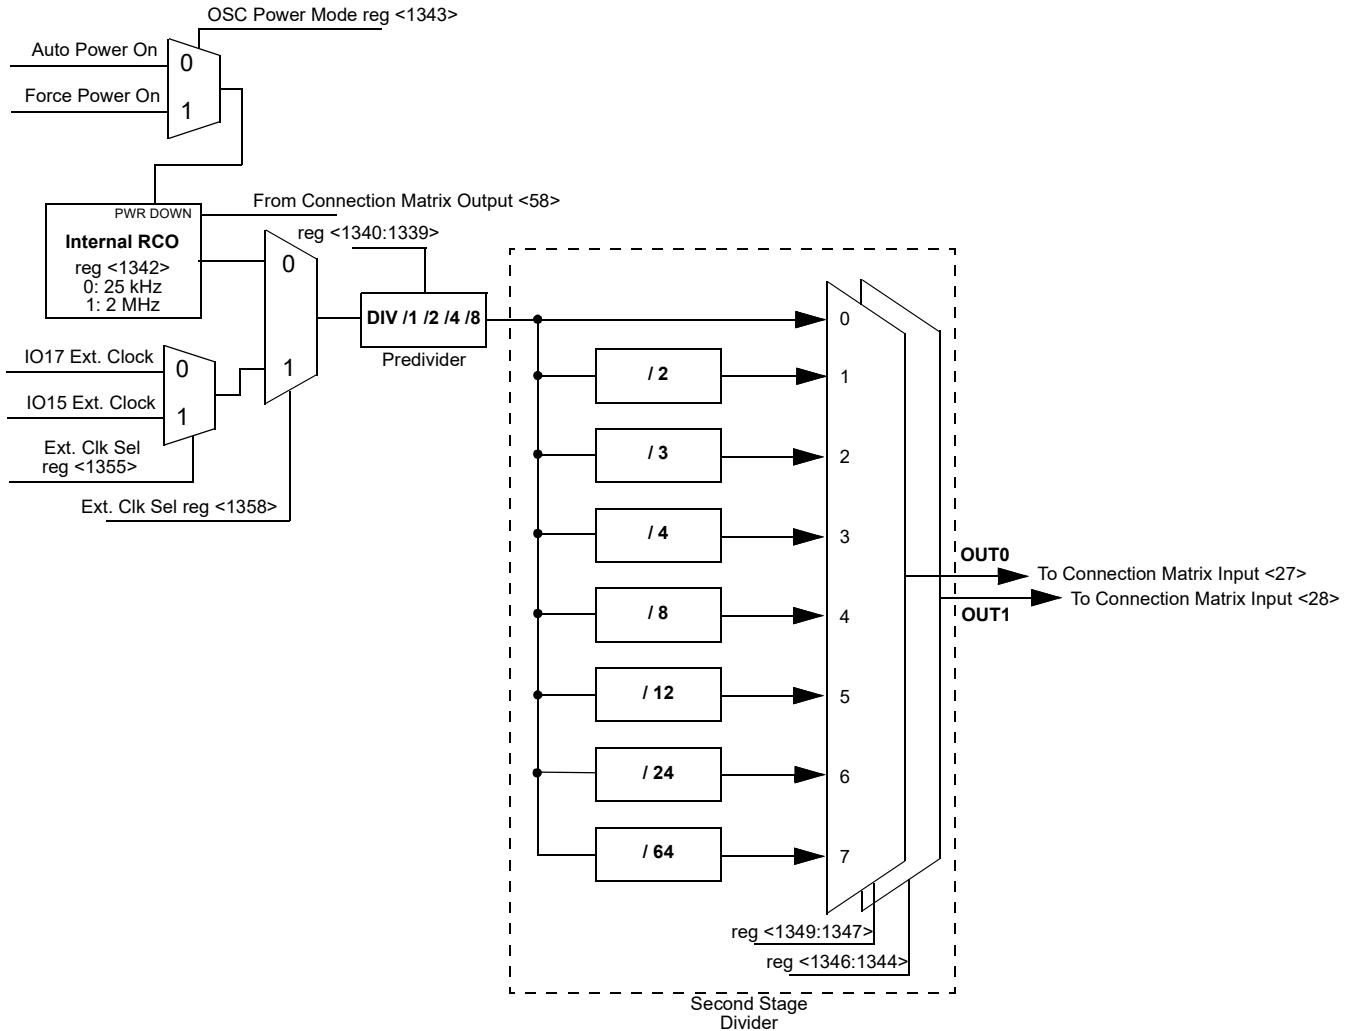 OSC Power Mode reg <1343>
Auto Power On
0
Force Power On
1
From Connection Matrix Output <58>
PWR DOWN
Internal RCO
reg <1342>
0: 25 kHz
1: 2 MHz
reg <1340:1339>
0
1
DIV /1 /2 /4 /8
Predivider
IO17 Ext. Clock
0
IO15 Ext. Clock
1
Ext. Clk Sel
reg <1355>
Ext. Clk Sel reg <1358>
0
/ 2
1
/ 3
2
/ 4
3
/ 8
4
/ 12
5
/ 24
6
/ 64
7
OUT0
To Connection Matrix Input <27>
To Connection Matrix Input <28>
OUT1
reg <1349:1347>
reg <1346:1344>
Second Stage
Divider